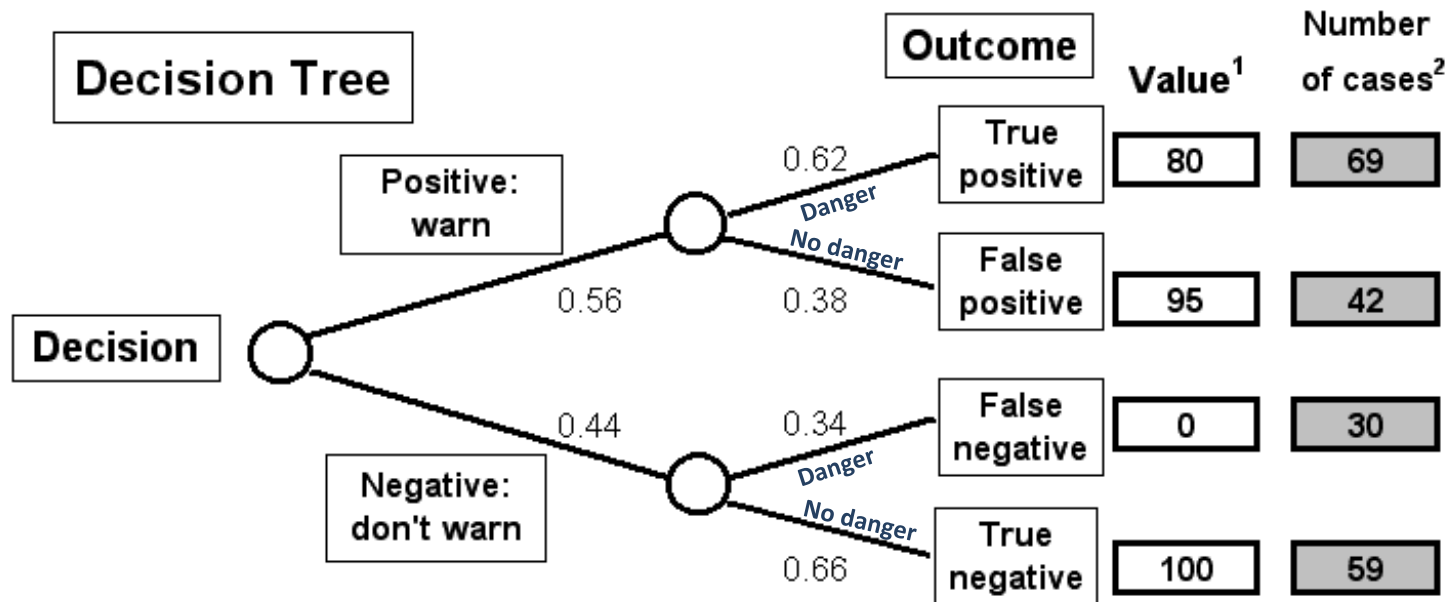 Decision Tree
Outcome
Value¹
Number
of cases²
Positive:
warn
0.62
Danger
True
positive
80
69
0.56
No danger
0.38
False
positive
95
42
Decision
0.44
0.34
Danger
False
negative
0
30
Negative:
don't warn
No danger
0.66
True
negative
100
59